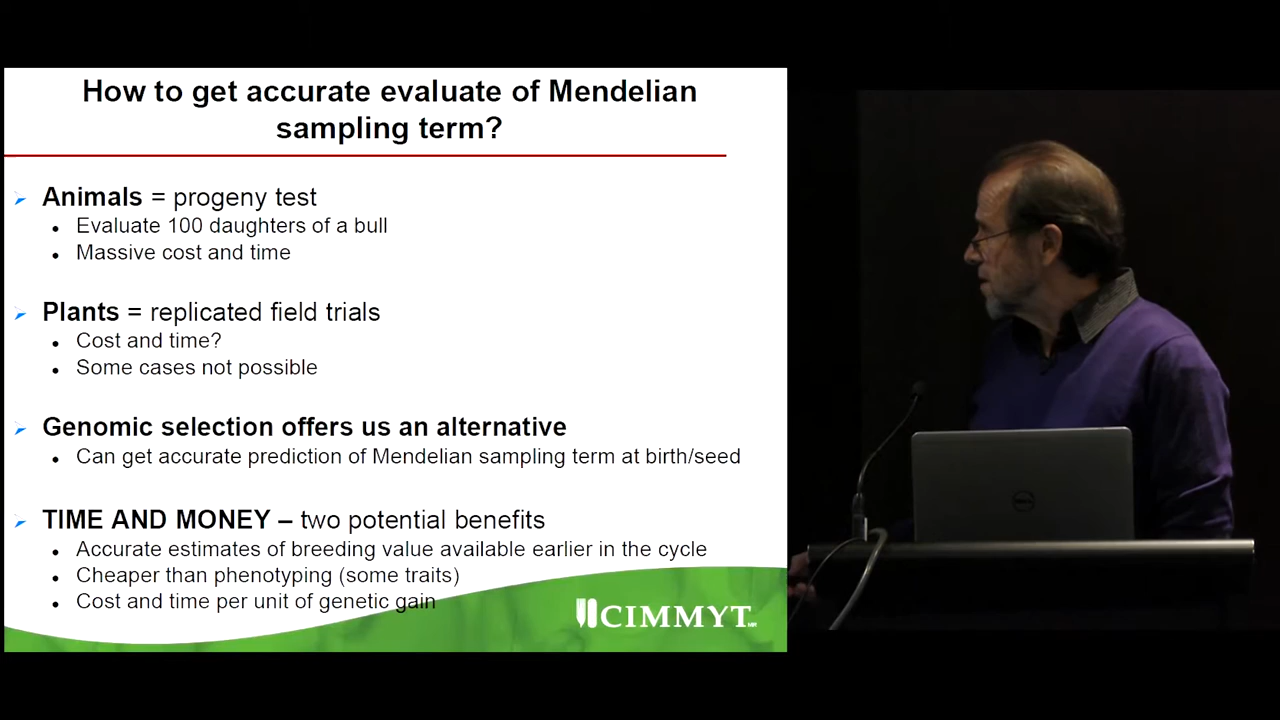 How to get accurate evaluate of Mendelian
sampling term?
Animals = progeny test
Evaluate 100 daughters of a bull
Massive cost and time
Plants = replicated field trials
Cost and time?
Some cases not possible
Genomic selection offers us an alternative
Can get accurate prediction of Mendelian sampling term at birth/seed
TIME AND MONEY – two potential benefits
Accurate estimates of breeding value available earlier in the cycle
Cheaper than phenotyping (some traits)
Cost and time per unit of genetic gain
CIMMYT